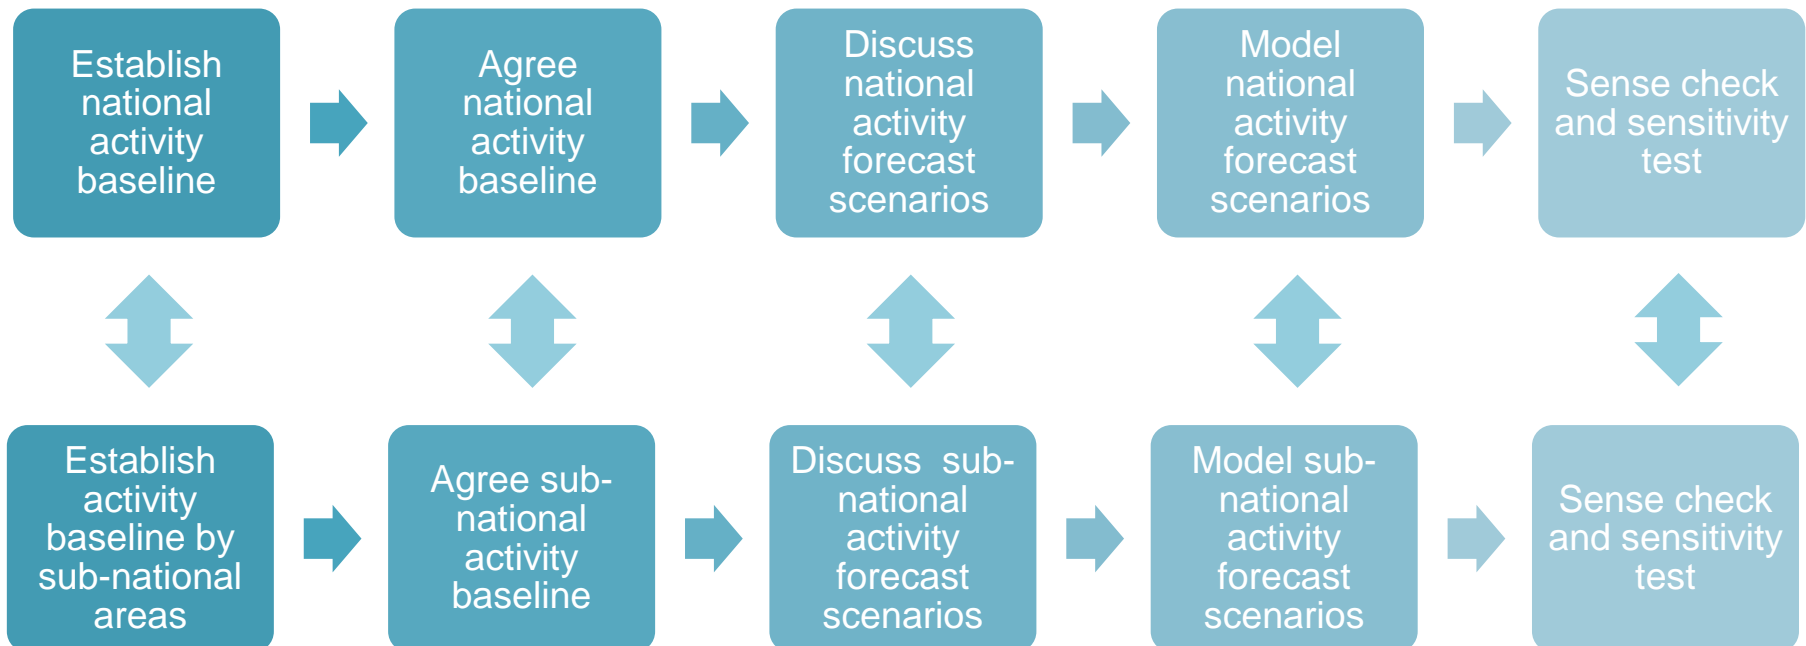 Establish
national
activity
baseline
Agree
national
activity
baseline
Discuss
national
activity
forecast
scenarios
Model
national
activity
forecast
scenarios
Sense check
and sensitivity
test
Establish
activity
baseline by
sub-national
areas
Agree sub-
national
activity
baseline
Discuss  sub-
national
activity
forecast
scenarios
Model sub-
national
activity
forecast
scenarios
Sense check
and sensitivity
test